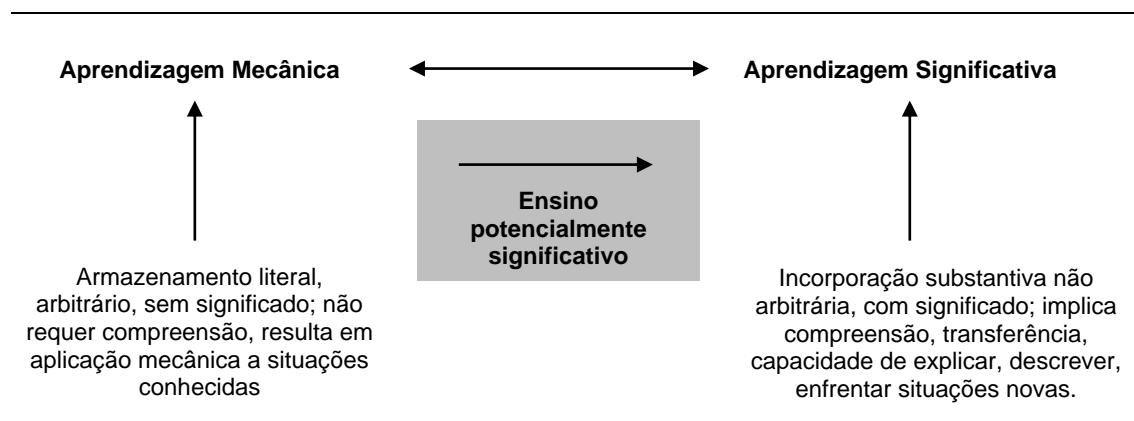 Aprendizagem Mecânica
Aprendizagem Significativa
Ensino
potencialmente
significativo
Armazenamento literal,
arbitrário, sem significado; não
requer compreensão, resulta em
aplicação mecânica a situações
conhecidas
Incorporação substantiva não
arbitrária, com significado; implica
compreensão, transferência,
capacidade de explicar, descrever,
enfrentar situações novas.